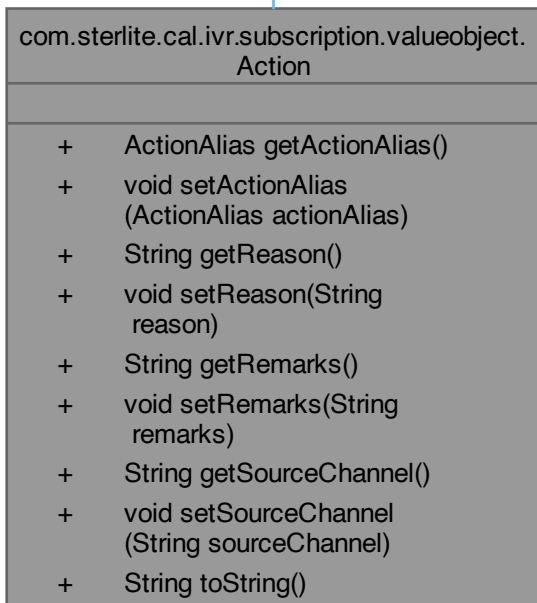 com.sterlite.cal.ivr.subscription.valueobject.
Action
+ ActionAlias getActionAlias()
+ void setActionAlias
(ActionAlias actionAlias)
+ String getReason()
+ void setReason(String
reason)
+ String getRemarks()
+ void setRemarks(String
remarks)
+ String getSourceChannel()
+ void setSourceChannel
(String sourceChannel)
+ String toString()